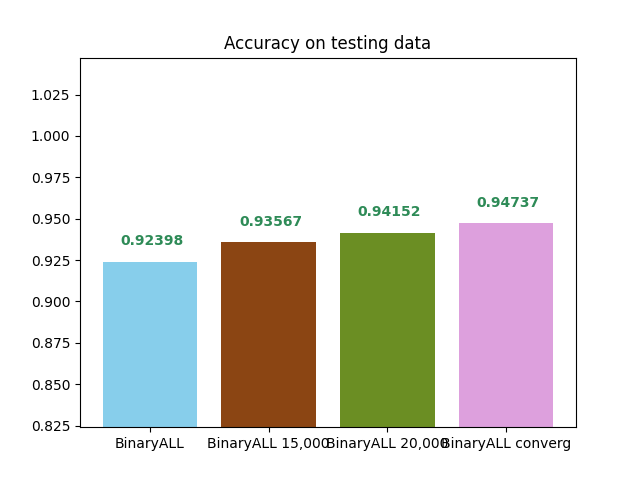 Accuracy on testing data
1.025
1.000
0.975
0.950
0.925
0.900
0.875
0.850
0.825
0.92398
0.93567
0.94152
0.94737
BinaryALL
BinaryALL 15,000
BinaryALL 20,000
BinaryALL converg